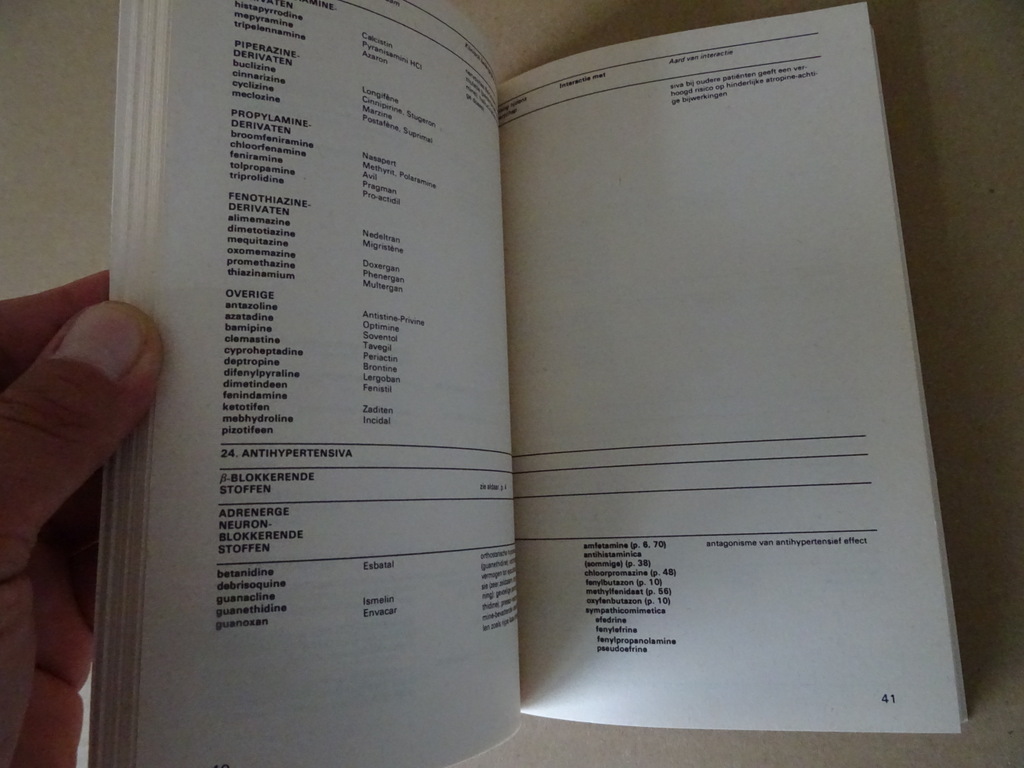 histapyrrodine
mepyramine
tripelennamine
Calcistin
Pyranisamini HCl
Azaron
PIPERAZINE-
DERIVATEN
buclizine
cinnarizine
cyclizine
meclozine
Longifène
Cinnipirine, Stugeron
Marzine
Postafène, Suprimal
PROPYLAMINE-
DERIVATEN
broomfeniramine
chloorfenamine
feniramine
tolpropamine
triprolidine
Nasapert
Methyrit, Polaramine
Avil
Pragman
Pro-actidil
FENOTHIAZINE-
DERIVATEN
alimemazine
dimetotiazine
mequitazine
oxomemazine
promethazine
thiazinamium
Nedeltran
Migristène
Doxergan
Phenergan
Multergan
OVERIGE
antazoline
azatadine
bamipine
clemastine
cyproheptadine
deptropine
difenylpyraline
dimetindeen
fenindamine
ketotifen
mebhydroline
pizotifeen
Antistine-Privine
Optimine
Soventol
Tavegil
Periactin
Brontine
Lergoban
Fenistil
Zaditen
Incidal
24. ANTIHYPERTENSIVA
β-BLOKKERENDE
STOFFEN
ADRENERGE
NEURON-
BLOKKERENDE
STOFFEN
betanidine
debrisoquine
guanacline
guanethidine
guanoxan
Esbatal
Ismelin
Envacar
Interactie met
Aard van interactie
siva bij oudere patiënten geeft een ver-
hoogd risico op hinderlijke atropine-achti-
ge bijwerkingen
amfetamine (p. 6, 70)
antihistaminica
(sommige) (p. 38)
chloorpromazine (p. 48)
fenylbutazon (p. 10)
methylfenidaat (p. 56)
oxyfenbutazon (p. 10)
sympathicomimetica
efedrine
fenylefrine
fenylpropanolamine
pseudoefrine
antagonisme van antihypertensief effect
41